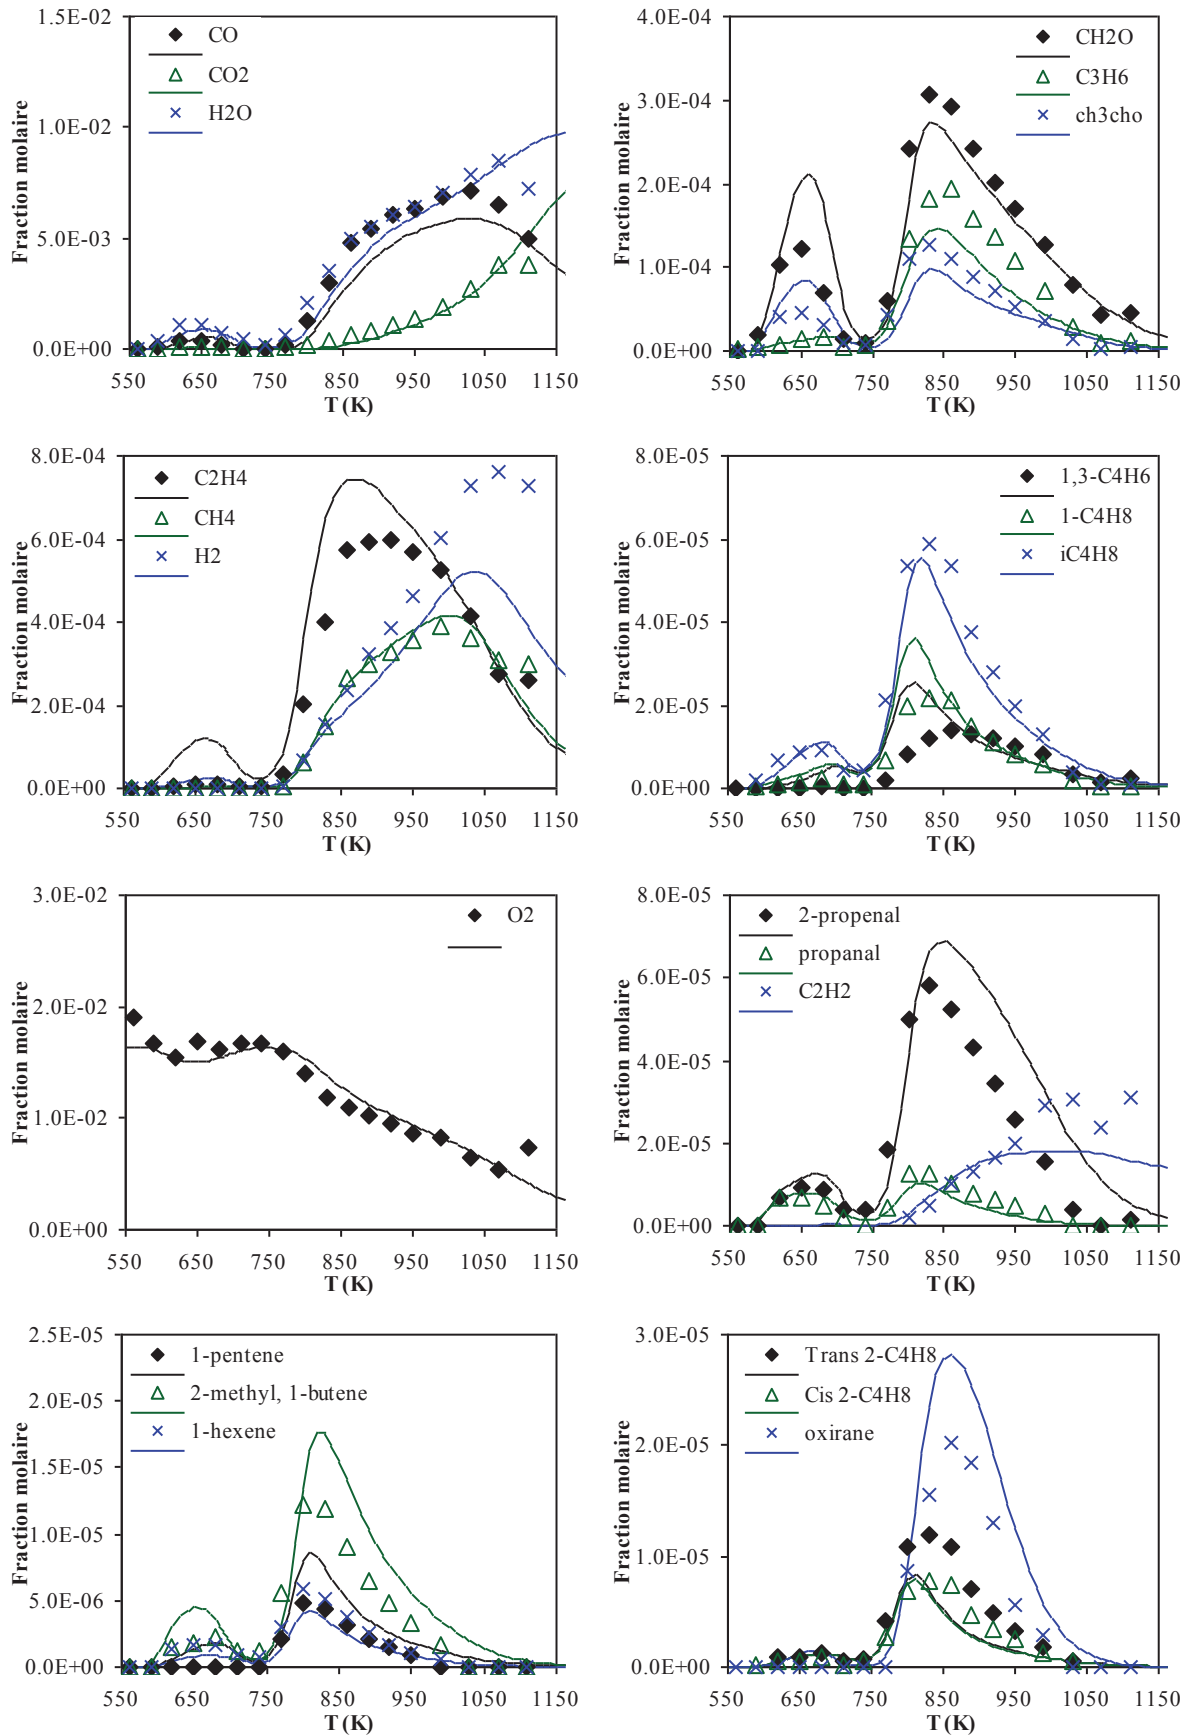 1.5E-02
1.0E-02
5.0E-03
0.0E+00
Fraction molaire
CO
CO2
H2O
550 650 750 850 950 1050 1150
T (K)
4.0E-04
3.0E-04
2.0E-04
1.0E-04
0.0E+00
Fraction molaire
CH2O
C3H6
ch3cho
550 650 750 850 950 1050 1150
T (K)
8.0E-04
6.0E-04
4.0E-04
2.0E-04
0.0E+00
Fraction molaire
C2H4
CH4
H2
550 650 750 850 950 1050 1150
T (K)
8.0E-05
6.0E-05
4.0E-05
2.0E-05
0.0E+00
Fraction molaire
1,3-C4H6
1-C4H8
iC4H8
550 650 750 850 950 1050 1150
T (K)
3.0E-02
2.0E-02
1.0E-02
0.0E+00
Fraction molaire
O2
550 650 750 850 950 1050 1150
T (K)
8.0E-05
6.0E-05
4.0E-05
2.0E-05
0.0E+00
Fraction molaire
2-propenal
propanal
C2H2
550 650 750 850 950 1050 1150
T (K)
2.5E-05
2.0E-05
1.5E-05
1.0E-05
5.0E-06
0.0E+00
Fraction molaire
1-pentene
2-methyl, 1-butene
1-hexene
550 650 750 850 950 1050 1150
T (K)
3.0E-05
2.0E-05
1.0E-05
0.0E+00
Fraction molaire
Trans 2-C4H8
Cis 2-C4H8
oxirane
550 650 750 850 950 1050 1150
T (K)